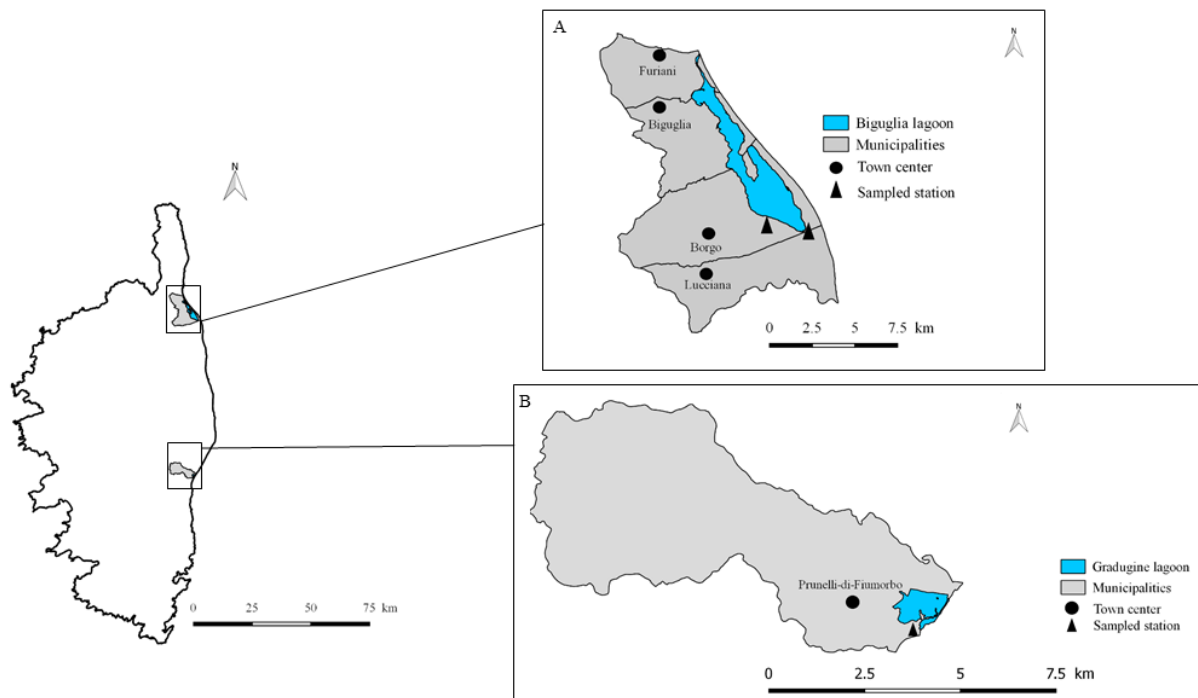 A
N
Furiani
Biguglia
Borgo
Lucciana
Biguglia lagoon
Municipalities
Town center
Sampled station
0 2.5 5 7.5 km
N
0 25 50 75 km
B
N
Prunelli-di-Fiumorbo
Gradugine lagoon
Municipalities
Town center
Sampled station
0 2.5 5 7.5 km